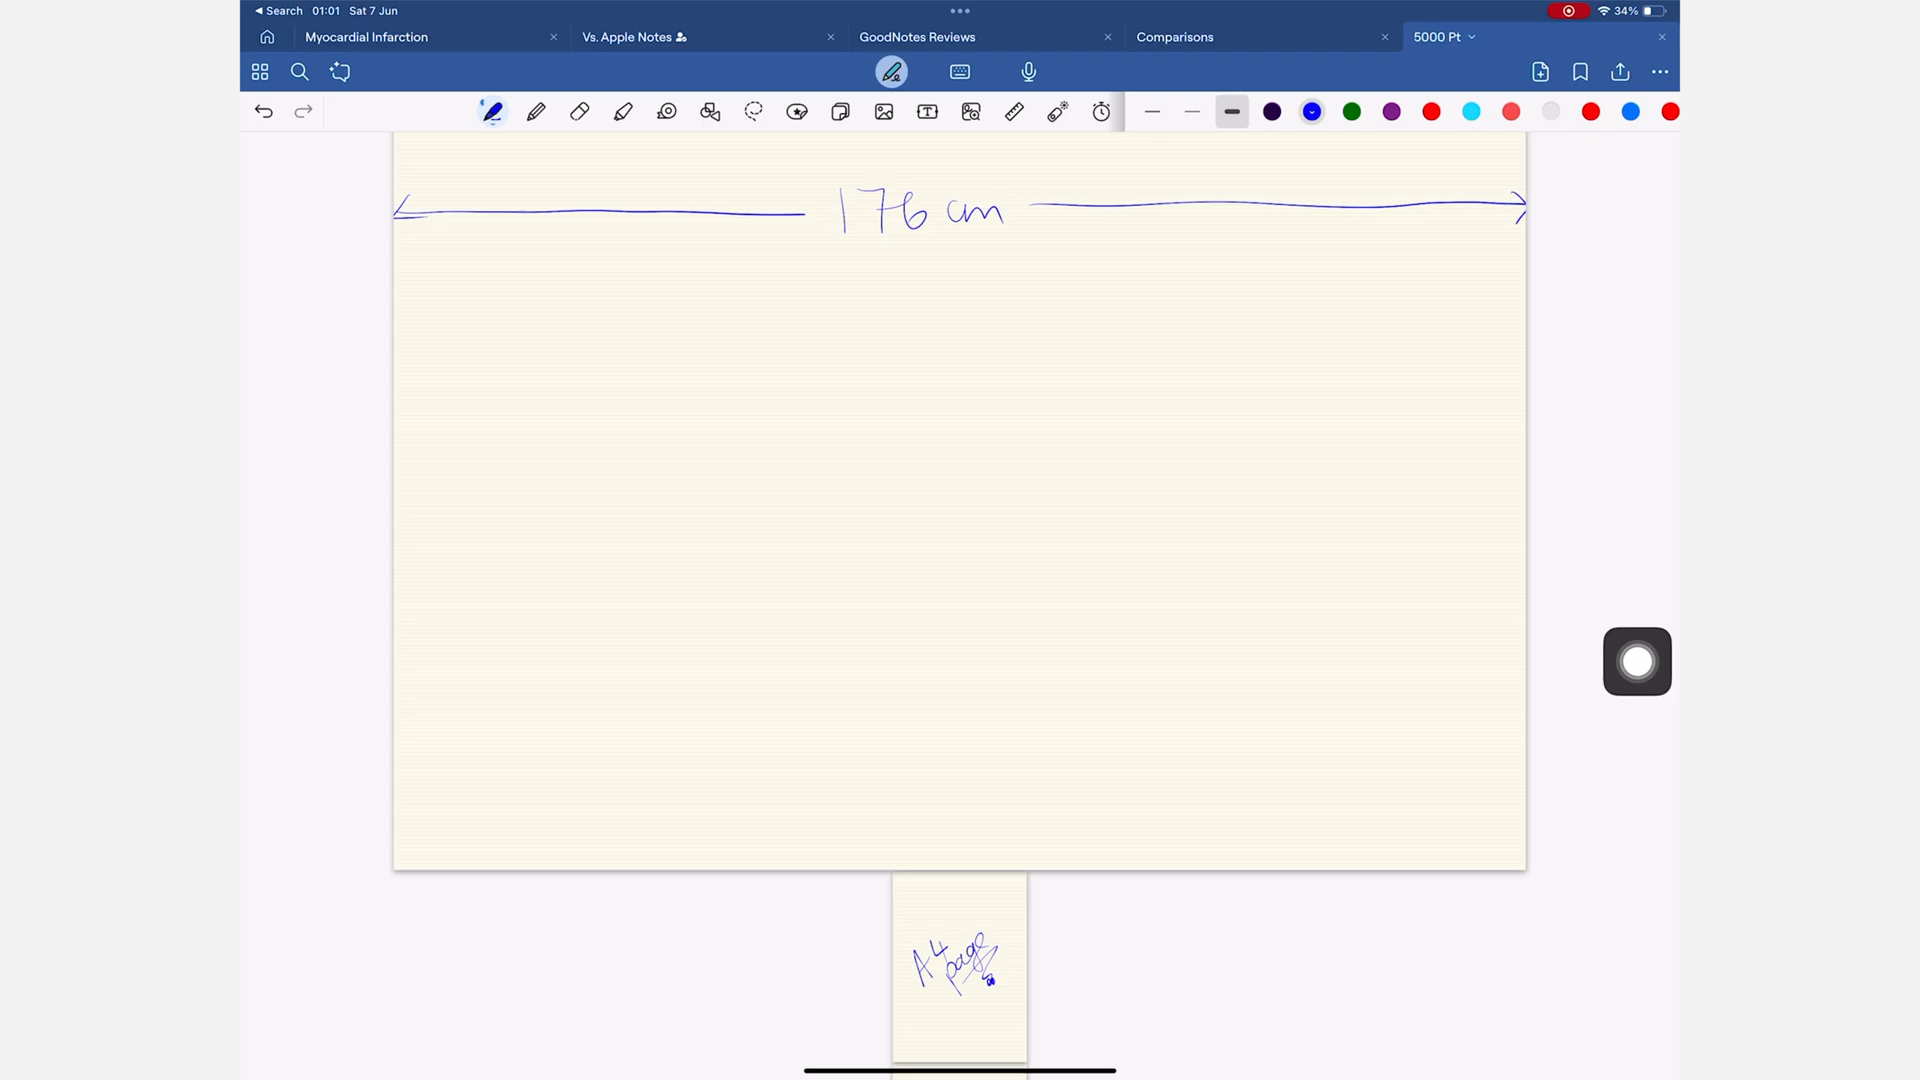 Search 01:01 Sat 7 Jun 34%
Myocardial Infarction Vs. Apple Notes GoodNotes Reviews Comparisons 5000 Pt
176 cm
A4 page